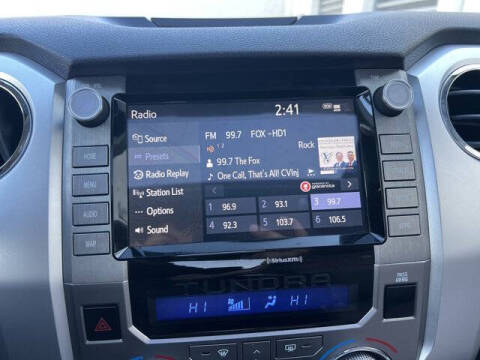 Radio
2:41
Source
FM 99.7 FOX-HD1
Presets
Rock
Radio Replay
99.7 The Fox
One Call, That's All! CVInj
Station List
gracenote
Options
1 96.9
2 93.1
3 99.7
Sound
4 92.3
5 103.7
6 106.5
HOME
MENU
AUDIO
MAP
SiriusXM
TUNDRA
HI
HI
PASS